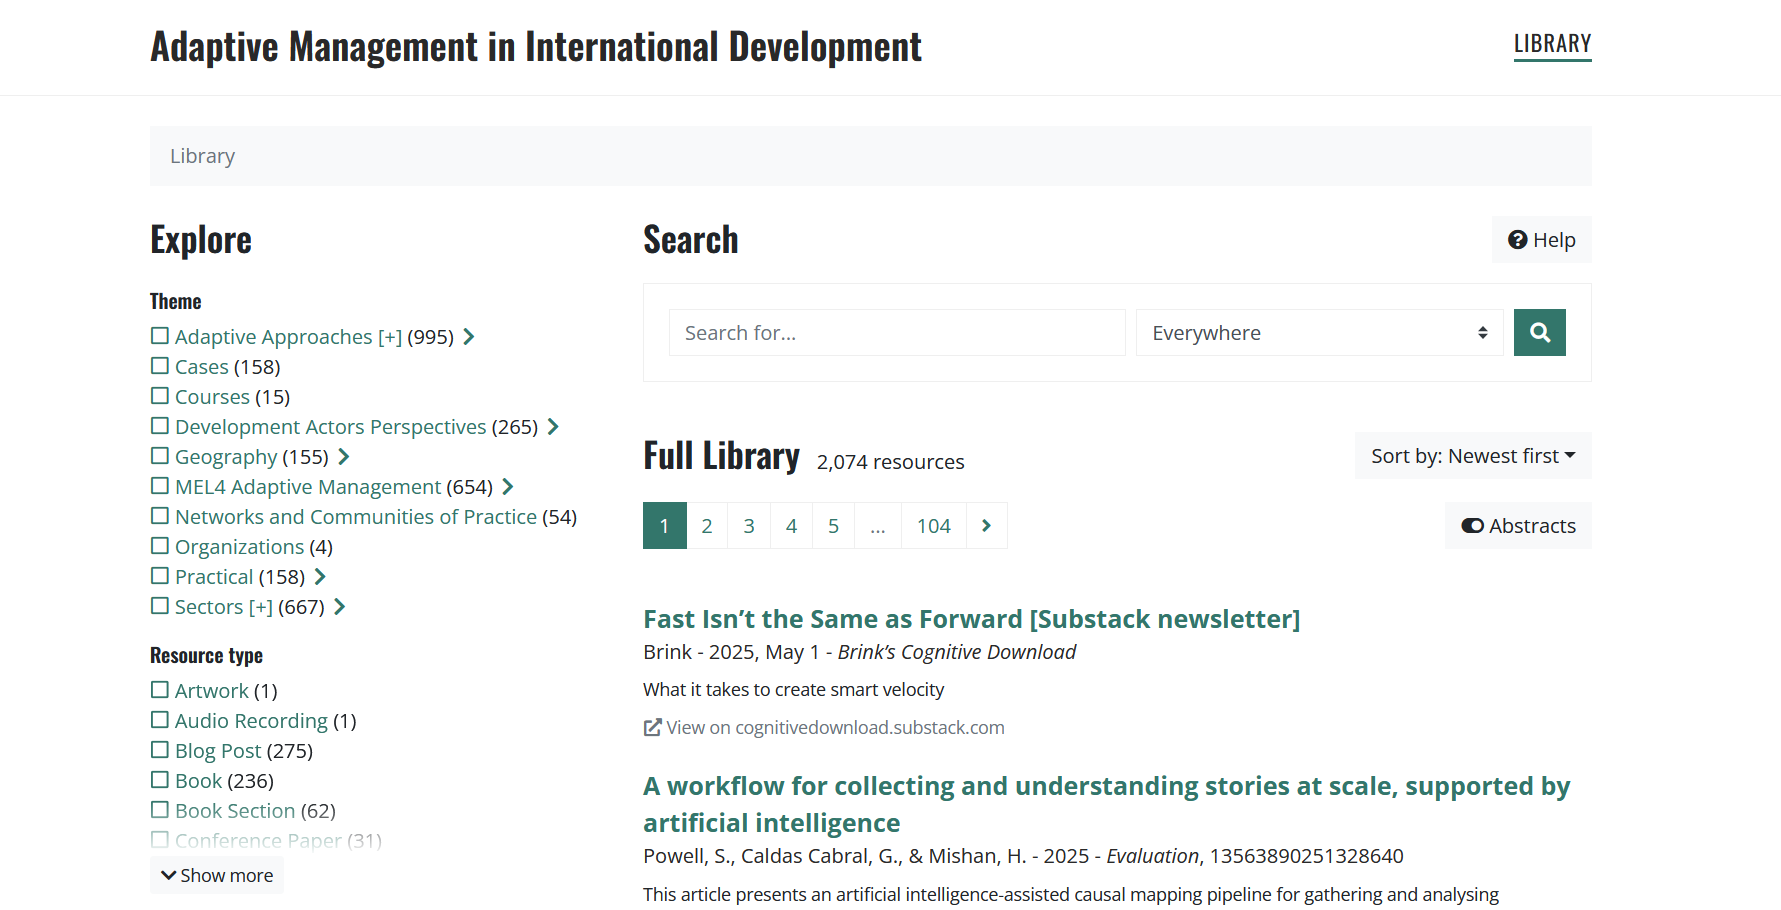 Adaptive Management in International Development
LIBRARY
Library
Explore
Theme
Adaptive Approaches [+] (995)
Cases (158)
Courses (15)
Development Actors Perspectives (265)
Geography (155)
MEL4 Adaptive Management (654)
Networks and Communities of Practice (54)
Organizations (4)
Practical (158)
Sectors [+] (667)
Resource type
Artwork (1)
Audio Recording (1)
Blog Post (275)
Book (236)
Book Section (62)
Conference Paper (31)
Show more
Search
Help
Search for...
Everywhere
Full Library 2,074 resources
Sort by: Newest first
1 2 3 4 5 ... 104
Abstracts
Fast Isn’t the Same as Forward [Substack newsletter]
Brink - 2025, May 1 - Brink’s Cognitive Download
What it takes to create smart velocity
View on cognitivedownload.substack.com
A workflow for collecting and understanding stories at scale, supported by
artificial intelligence
Powell, S., Caldas Cabral, G., & Mishan, H. - 2025 - Evaluation, 13563890251328640
This article presents an artificial intelligence-assisted causal mapping pipeline for gathering and analysing